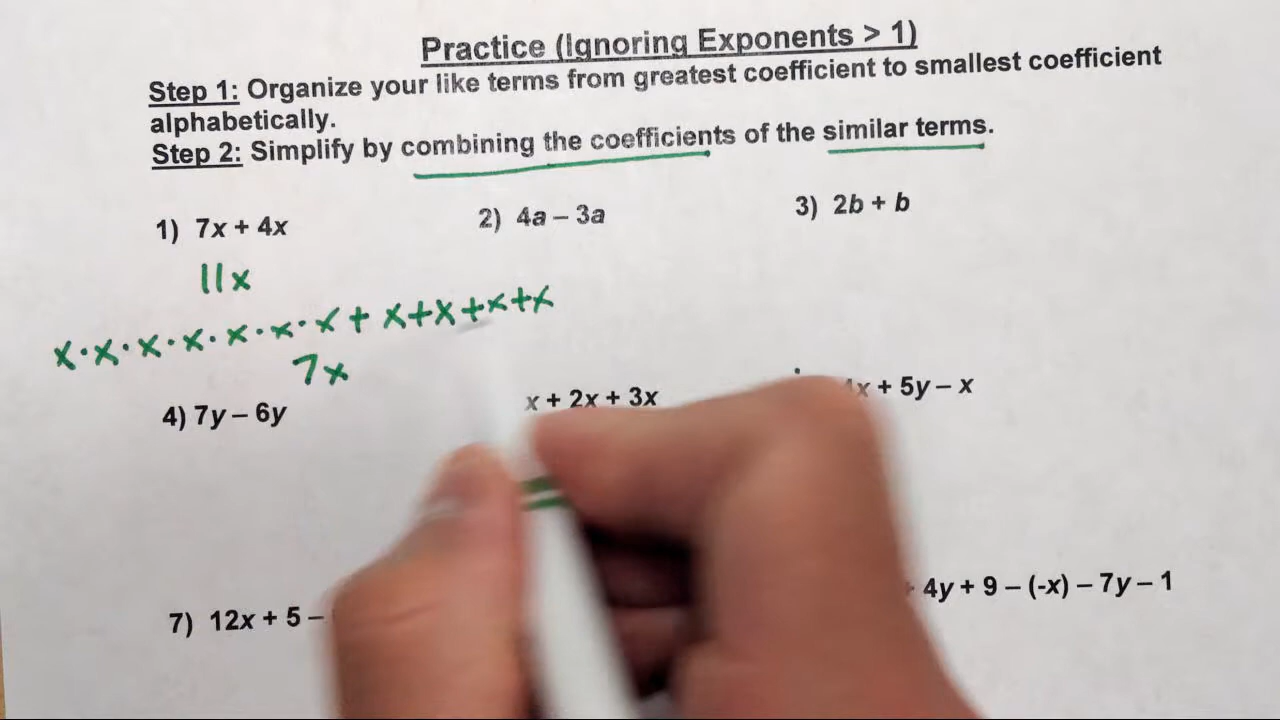 Practice (Ignoring Exponents > 1)
Step 1: Organize your like terms from greatest coefficient to smallest coefficient
alphabetically.
Step 2: Simplify by combining the coefficients of the similar terms.
1) 7x + 4x
2) 4a – 3a
3) 2b + b
11x
x·x·x·x·x·x·x + x+x+x+x
7x
4) 7y – 6y
x + 2x + 3x
4x + 5y – x
7) 12x + 5 –
4y + 9 – (-x) – 7y – 1